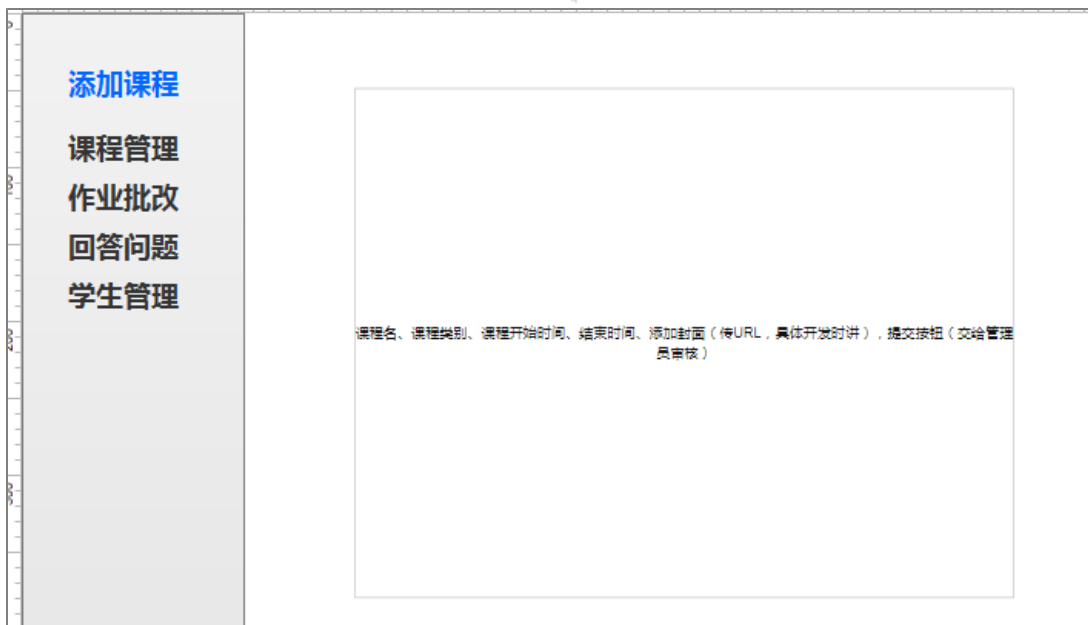 添加课程
课程管理
作业批改
回答问题
学生管理
课程名、课程类别、课程开始时间、结束时间、添加封面（传URL，具体开发时讲），提交按钮（交给管理
员审核）